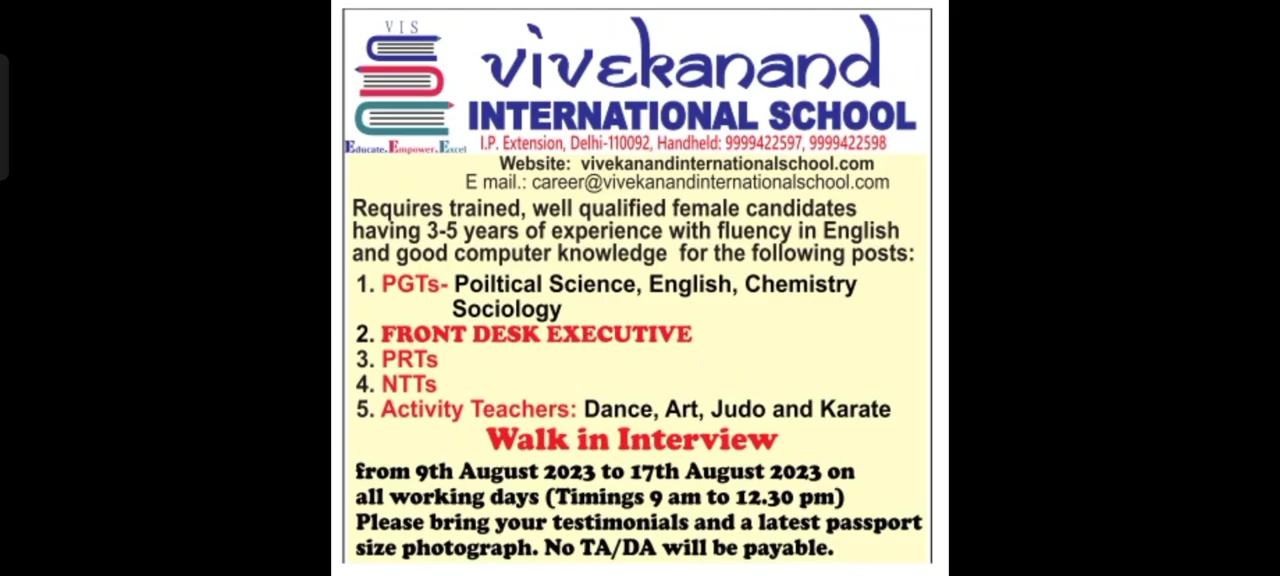 VIS
Educate.Empower.Excel
vivekanand
INTERNATIONAL SCHOOL
I.P. Extension, Delhi-110092, Handheld: 9999422597, 9999422598
Website: vivekanandinternationalschool.com
E mail.: career@vivekanandinternationalschool.com
Requires trained, well qualified female candidates
having 3-5 years of experience with fluency in English
and good computer knowledge for the following posts:
1. PGTs- Poiltical Science, English, Chemistry
Sociology
2. FRONT DESK EXECUTIVE
3. PRTs
4. NTTs
5. Activity Teachers: Dance, Art, Judo and Karate
Walk in Interview
from 9th August 2023 to 17th August 2023 on
all working days (Timings 9 am to 12.30 pm)
Please bring your testimonials and a latest passport
size photograph. No TA/DA will be payable.